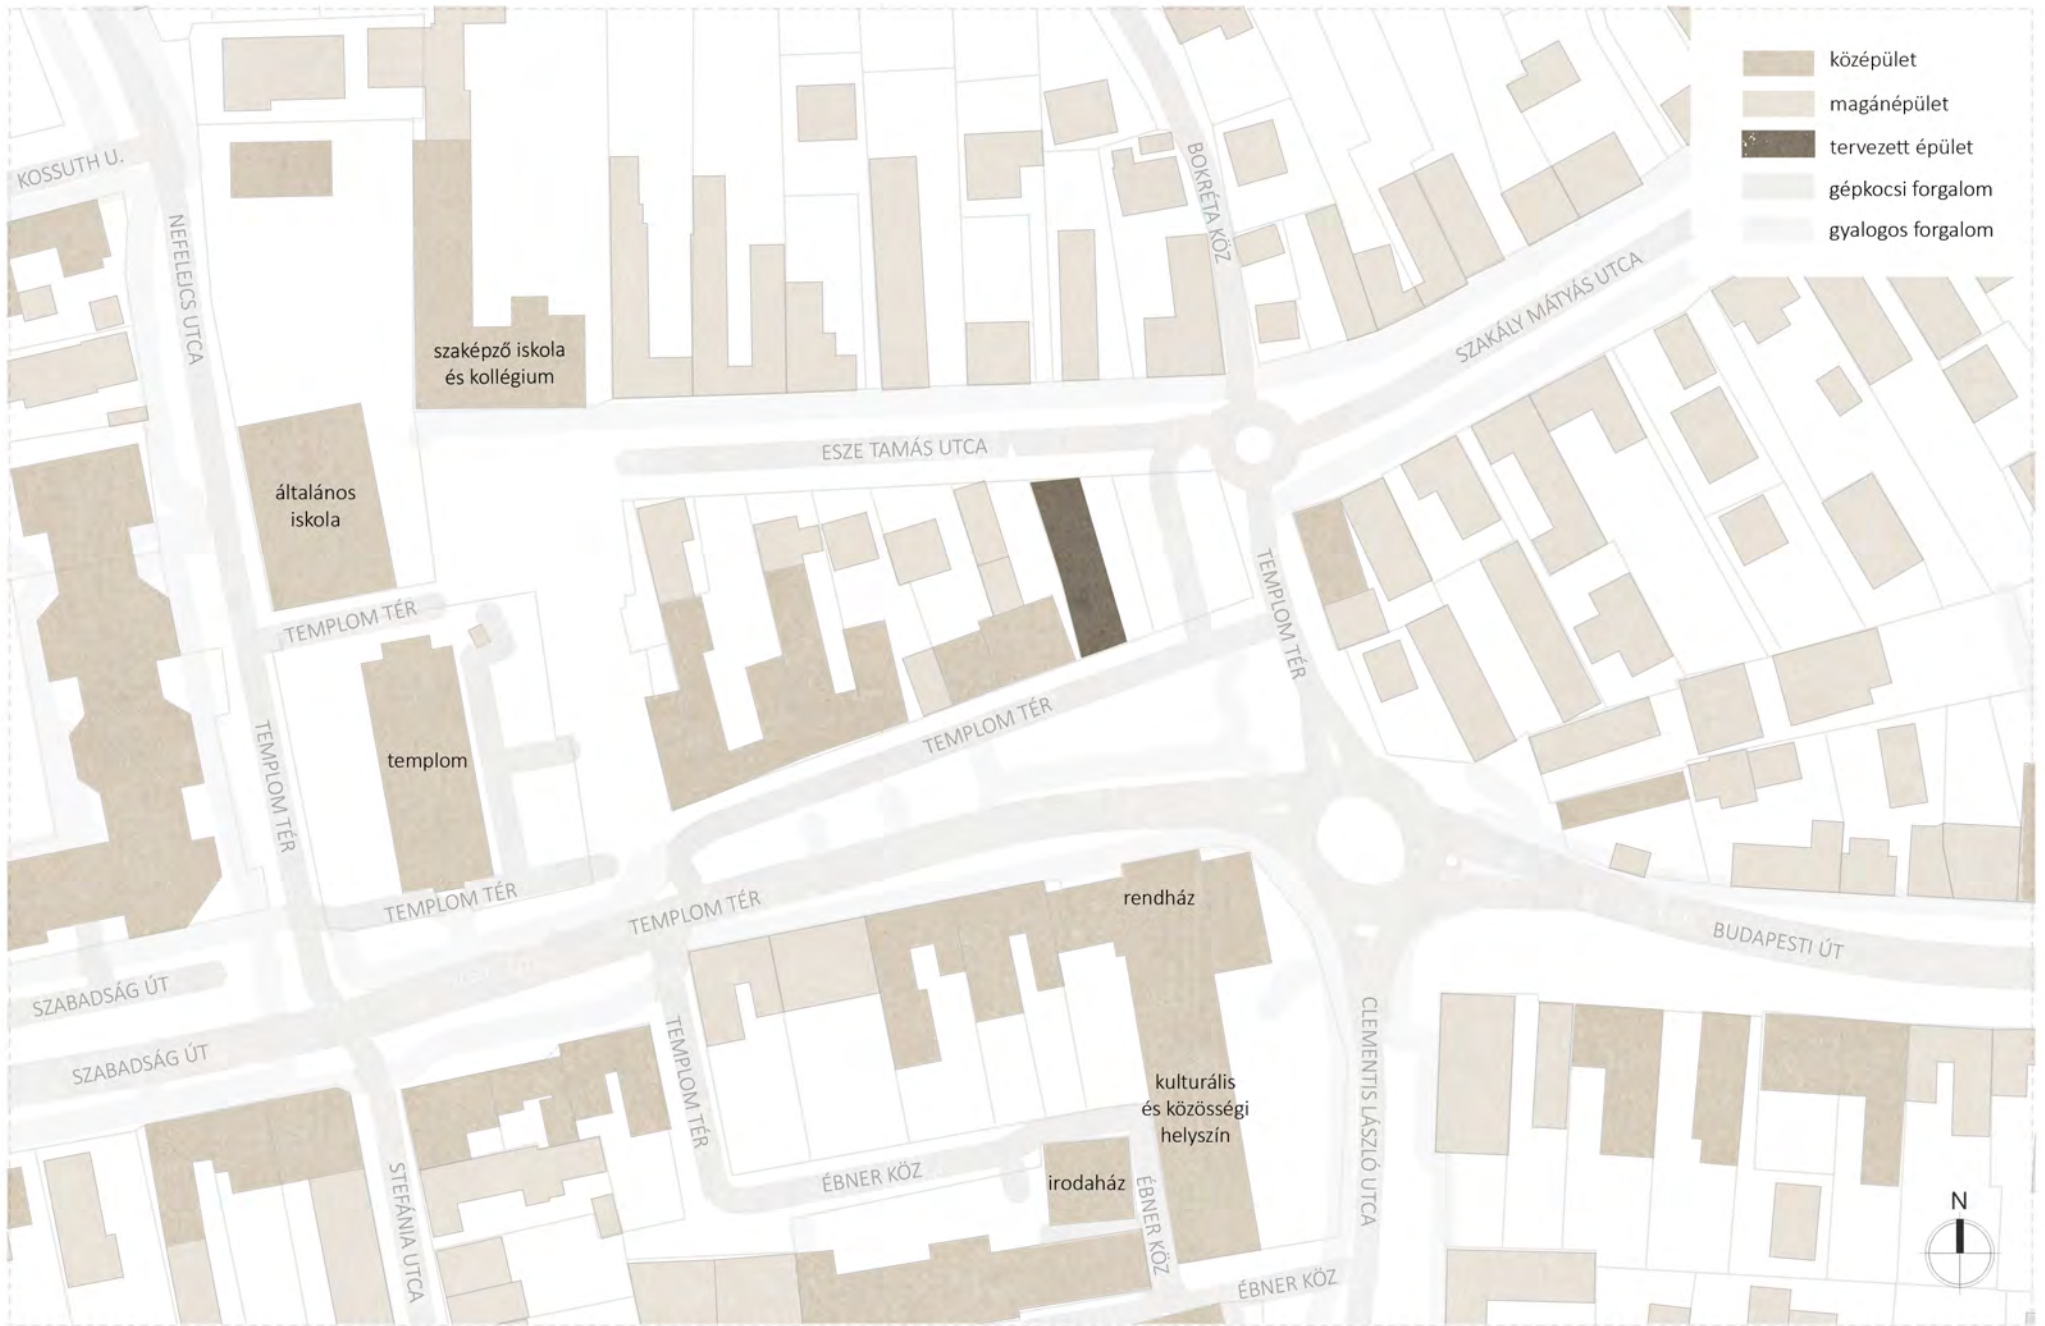 középület
magánépület
tervezett épület
gépkocsi forgalom
gyalogos forgalom
KOSSUTH U.
NEFELEJCS UTCA
BOKRÉTA KÖZ
SZAKÁLY MÁTYÁS UTCA
szaképző iskola
és kollégium
ESZE TAMÁS UTCA
általános
iskola
TEMPLOM TÉR
TEMPLOM TÉR
TEMPLOM TÉR
TEMPLOM TÉR
templom
TEMPLOM TÉR
TEMPLOM TÉR
rendház
BUDAPESTI ÚT
SZABADSÁG ÚT
SZABADSÁG ÚT
TEMPLOM TÉR
CLEMENTIS LÁSZLÓ UTCA
kulturális
és közösségi
helyszín
STEFÁNIA UTCA
ÉBNER KÖZ
irodaház
ÉBNER KÖZ
ÉBNER KÖZ
N